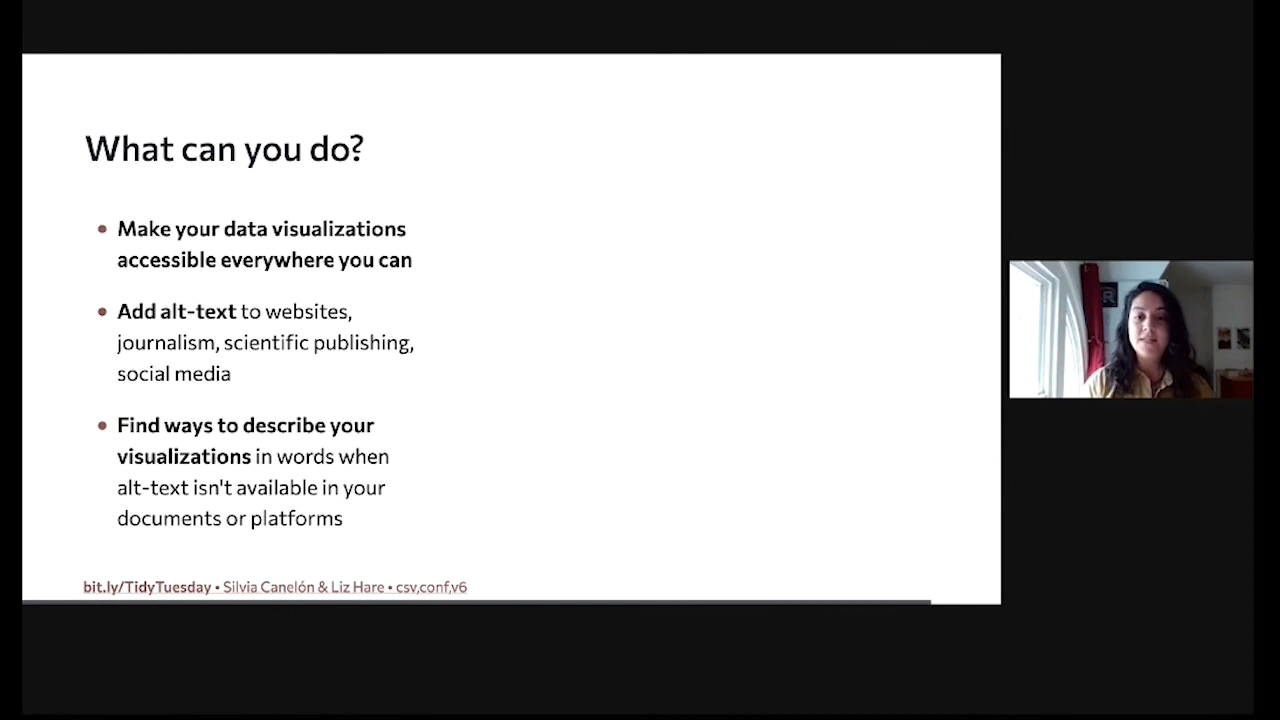 What can you do?
Make your data visualizations
accessible everywhere you can
Add alt-text to websites,
journalism, scientific publishing,
social media
Find ways to describe your
visualizations in words when
alt-text isn't available in your
documents or platforms
bit.ly/TidyTuesday • Silvia Canelón & Liz Hare • csv,conf,v6